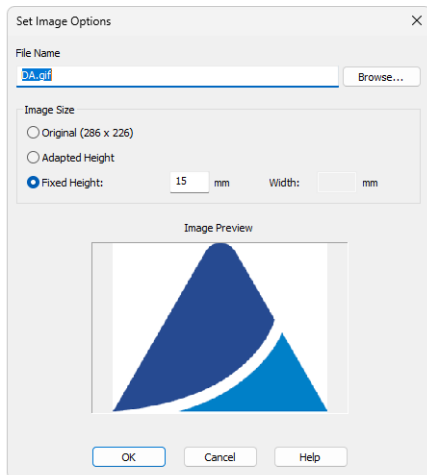 Set Image Options
File Name
DA.gif
Browse...
Image Size
Original (286 x 226)
Adapted Height
Fixed Height: 15 mm Width: mm
Image Preview
OK Cancel Help